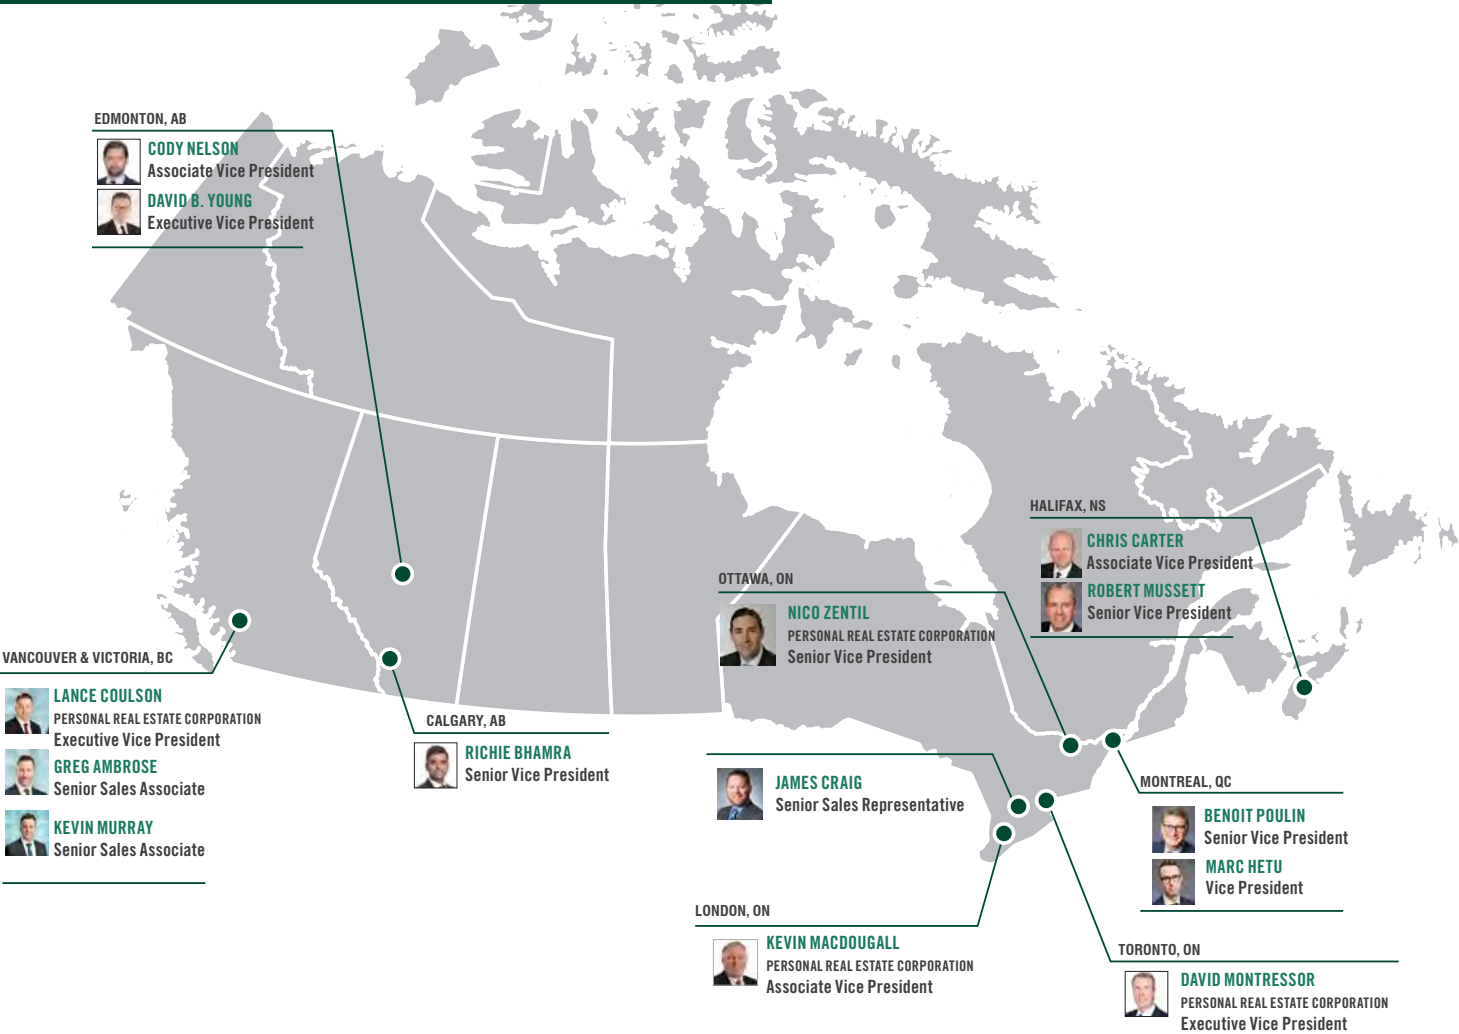 EDMONTON, AB
CODY NELSON
Associate Vice President
DAVID B. YOUNG
Executive Vice President
VANCOUVER & VICTORIA, BC
LANCE COULSON
PERSONAL REAL ESTATE CORPORATION
Executive Vice President
GREG AMBROSE
Senior Sales Associate
KEVIN MURRAY
Senior Sales Associate
CALGARY, AB
RICHIE BHAMRA
Senior Vice President
OTTAWA, ON
NICO ZENTIL
PERSONAL REAL ESTATE CORPORATION
Senior Vice President
HALIFAX, NS
CHRIS CARTER
Associate Vice President
ROBERT MUSSETT
Senior Vice President
JAMES CRAIG
Senior Sales Representative
MONTREAL, QC
BENOIT POULIN
Senior Vice President
MARC HETU
Vice President
LONDON, ON
KEVIN MACDOUGALL
PERSONAL REAL ESTATE CORPORATION
Associate Vice President
TORONTO, ON
DAVID MONTRESSOR
PERSONAL REAL ESTATE CORPORATION
Executive Vice President